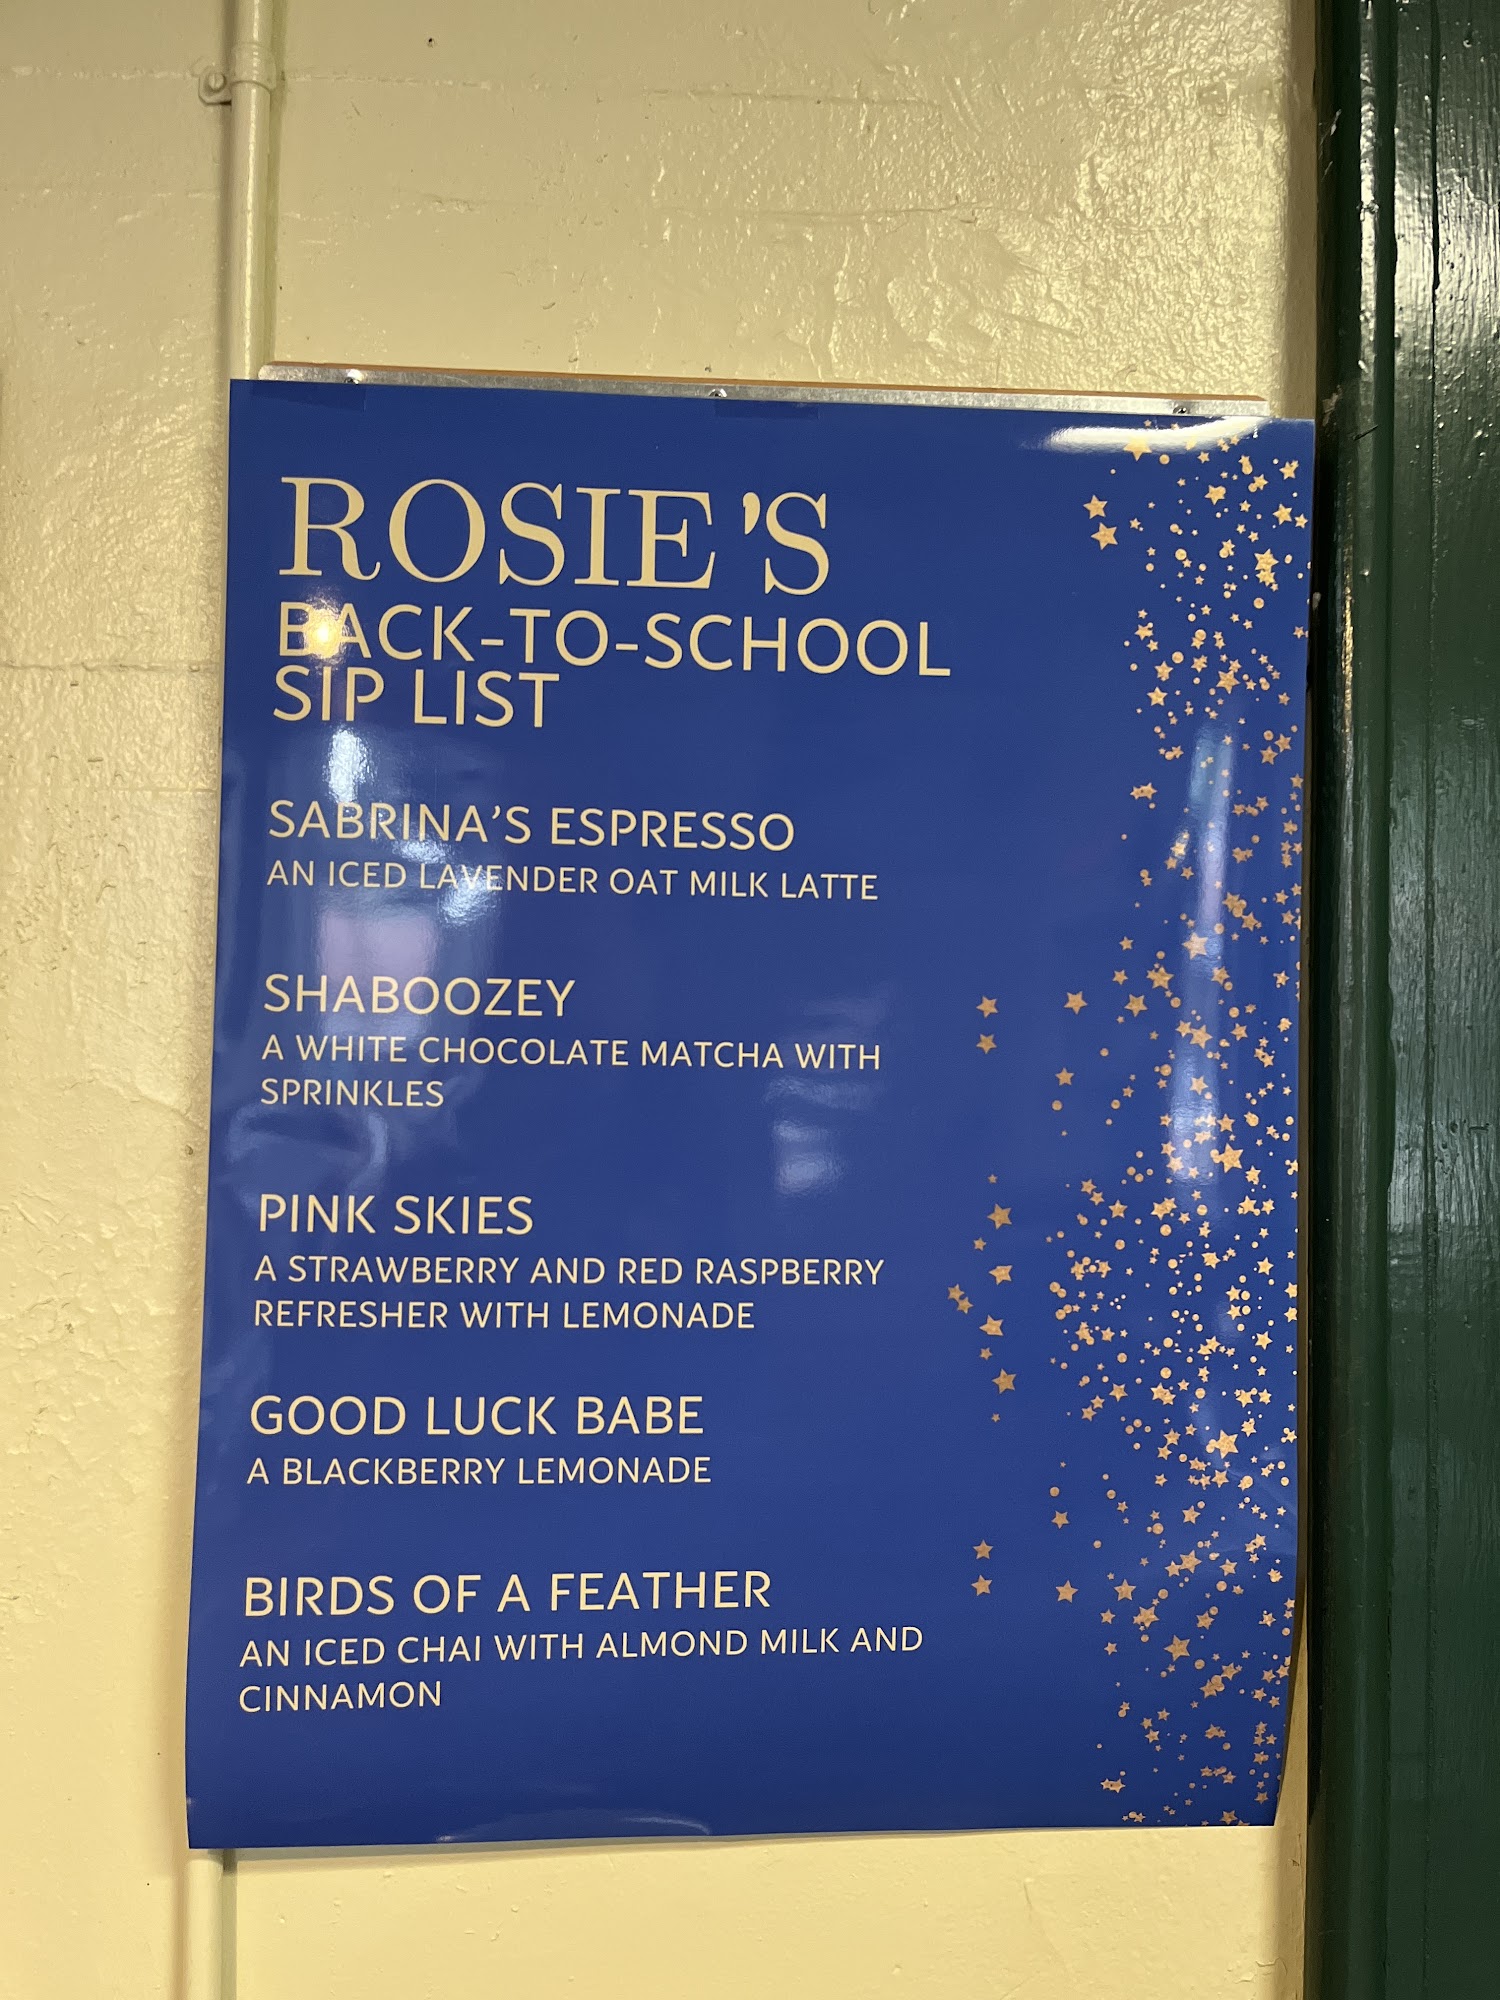 ROSIE'S
BACK-TO-SCHOOL
SIP LIST
SABRINA'S ESPRESSO
AN ICED LAVENDER OAT MILK LATTE
SHABOOZEY
A WHITE CHOCOLATE MATCHA WITH
SPRINKLES
PINK SKIES
A STRAWBERRY AND RED RASPBERRY
REFRESHER WITH LEMONADE
GOOD LUCK BABE
A BLACKBERRY LEMONADE
BIRDS OF A FEATHER
AN ICED CHAI WITH ALMOND MILK AND
CINNAMON